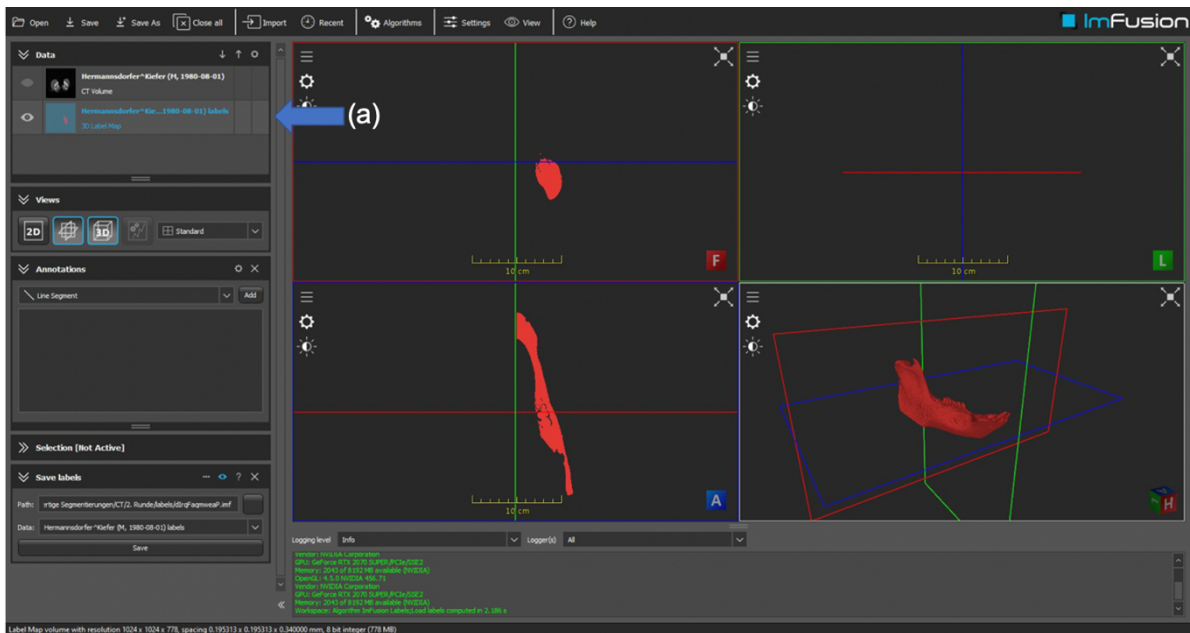 Open Save Save As Close all Import Recent Algorithms Settings View Help ImFusion
Data
Hermannsdorfer^Kiefer (M, 1980-08-01)
CT Volume
Hermannsdorfer^Kie...1980-08-01) labels
3D Label Map
(a)
Views
2D 3D Standard
Annotations
Line Segment Add
Selection [Not Active]
Save labels
Path: rtige Segmentierungen/CT/2. Runde/labels/
Data: Hermannsdorfer^Kiefer (M, 1980-08-01) labels
Save
10 cm F
10 cm L
10 cm A
H
Logging level Info Logger(s) All
Vendor: NVIDIA Corporation
GPU: GeForce RTX 2070 SUPER/PCIe/SSE2
Memory: 2043 of 8192 MB available (NVIDIA)
OpenGL: 4.5.0 NVIDIA 456.71
Vendor: NVIDIA Corporation
GPU: GeForce RTX 2070 SUPER/PCIe/SSE2
Memory: 2043 of 8192 MB available (NVIDIA)
Workspace: Algorithm ImFusion Labels;Load labels computed in 2.186 s
Label Map volume with resolution 1024 x 1024 x 778, spacing 0.195313 x 0.195313 x 0.340000 mm, 8 bit integer (778 MB)